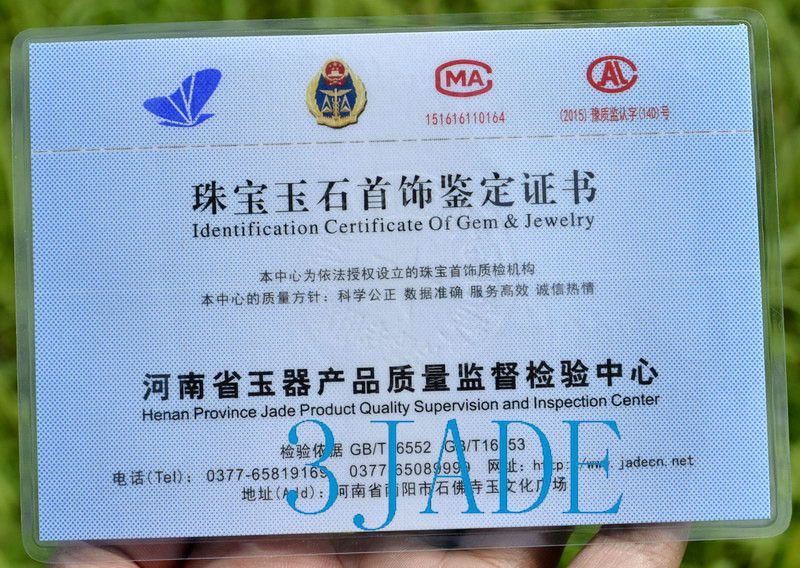 CMA
CAL
151616110164
(2015) 豫质监认字(140)号
珠宝玉石首饰鉴定证书
Identification Certificate Of Gem & Jewelry
本中心为依法授权设立的珠宝首饰质检机构
本中心的质量方针：科学公正 数据准确 服务高效 诚信热情
河南省玉器产品质量监督检验中心
Henan Province Jade Product Quality Supervision and Inspection Center
检验依据 GB/T16552 GB/T16553
电话(Tel)： 0377-65819169 0377-65089999 网址：http://www.jadecn.net
地址(Add)：河南省南阳市石佛寺玉文化广场
3JADE